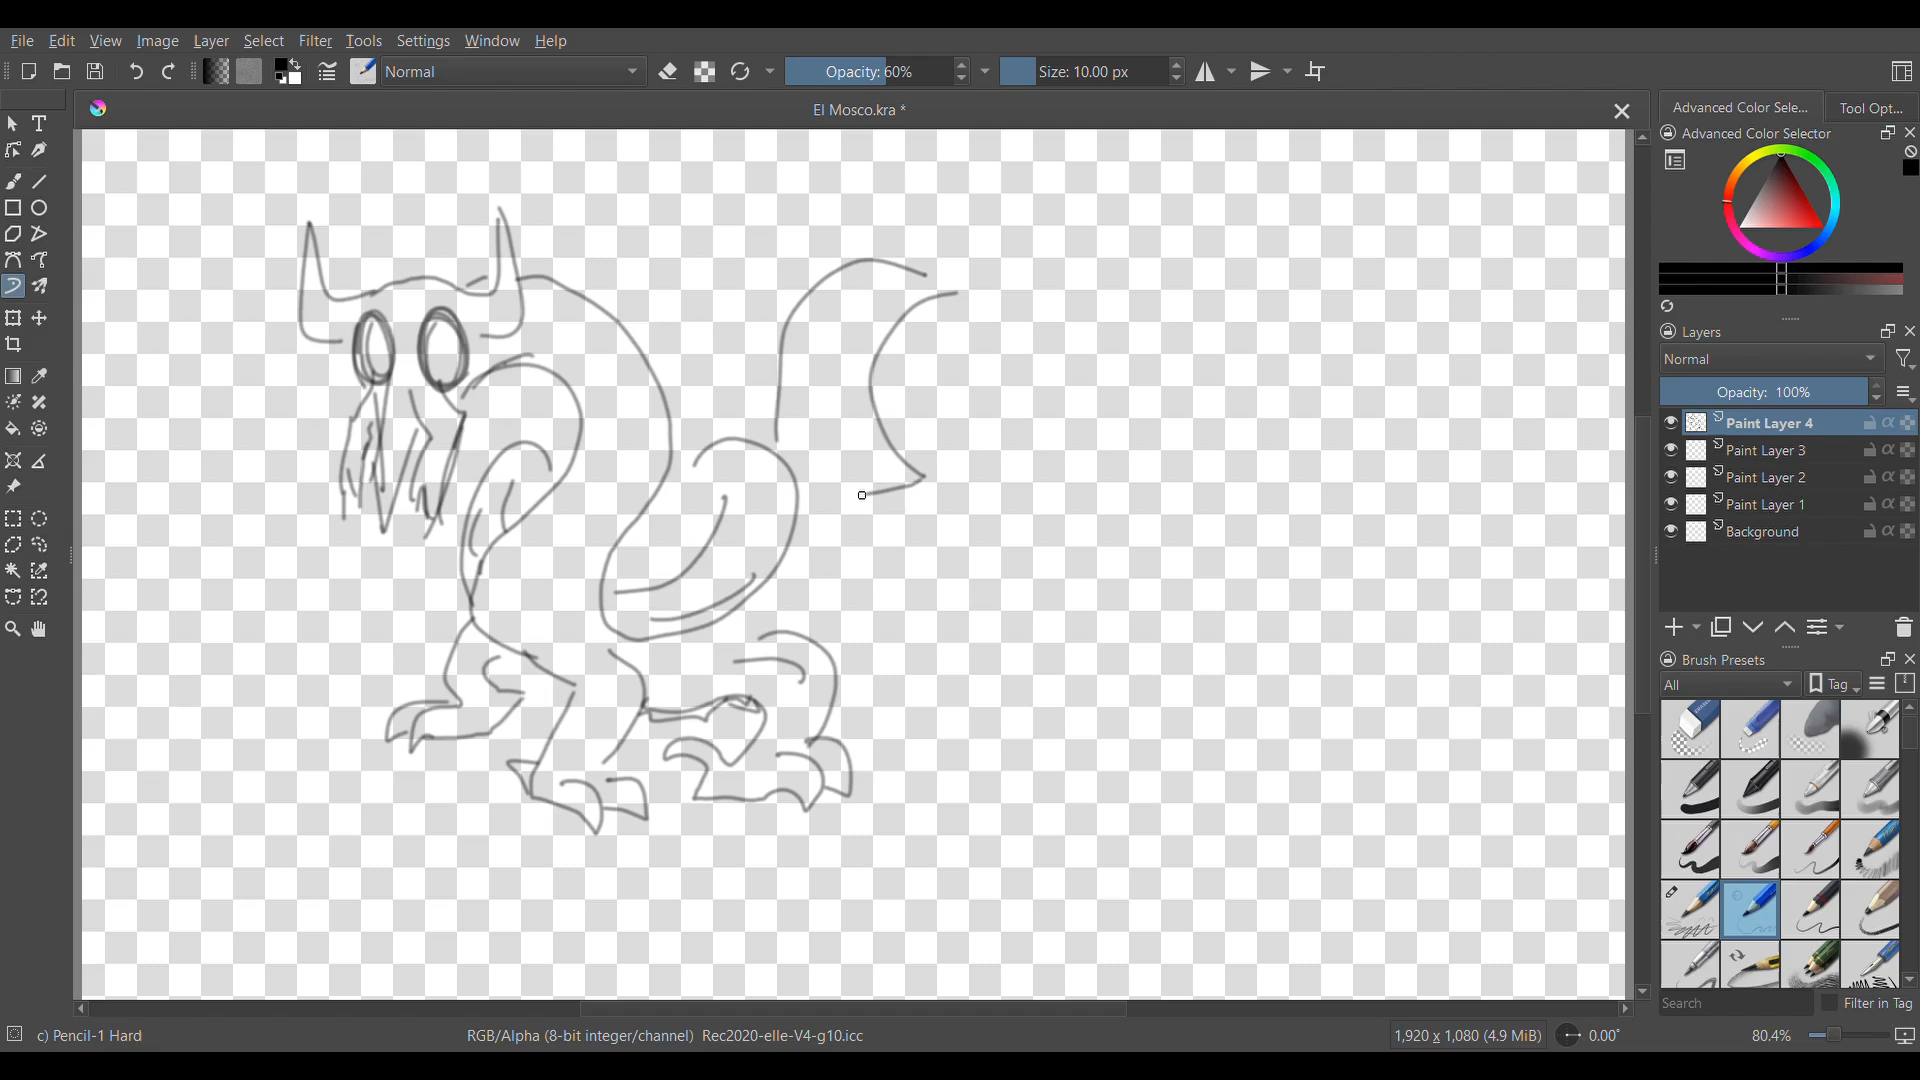 File Edit View Image Layer Select Filter Tools Settings Window Help
Normal Opacity: 60% Size: 10.00 px
El Mosco.kra *
Advanced Color Sele... Tool Opt...
Advanced Color Selector
Layers
Normal
Opacity: 100%
Paint Layer 4
Paint Layer 3
Paint Layer 2
Paint Layer 1
Background
Brush Presets
All Tag
Search Filter in Tag
c) Pencil-1 Hard RGB/Alpha (8-bit integer/channel) Rec2020-elle-V4-g10.icc 1,920 x 1,080 (4.9 MiB) 0.00° 80.4%